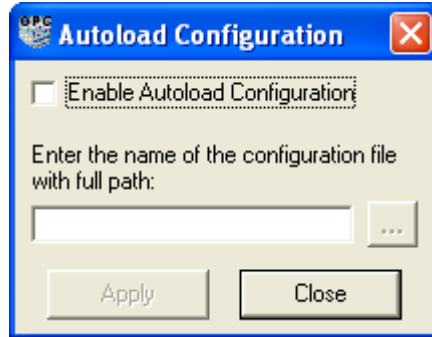 OPC
Autoload Configuration
Enable Autoload Configuration
Enter the name of the configuration file
with full path:
...
Apply
Close